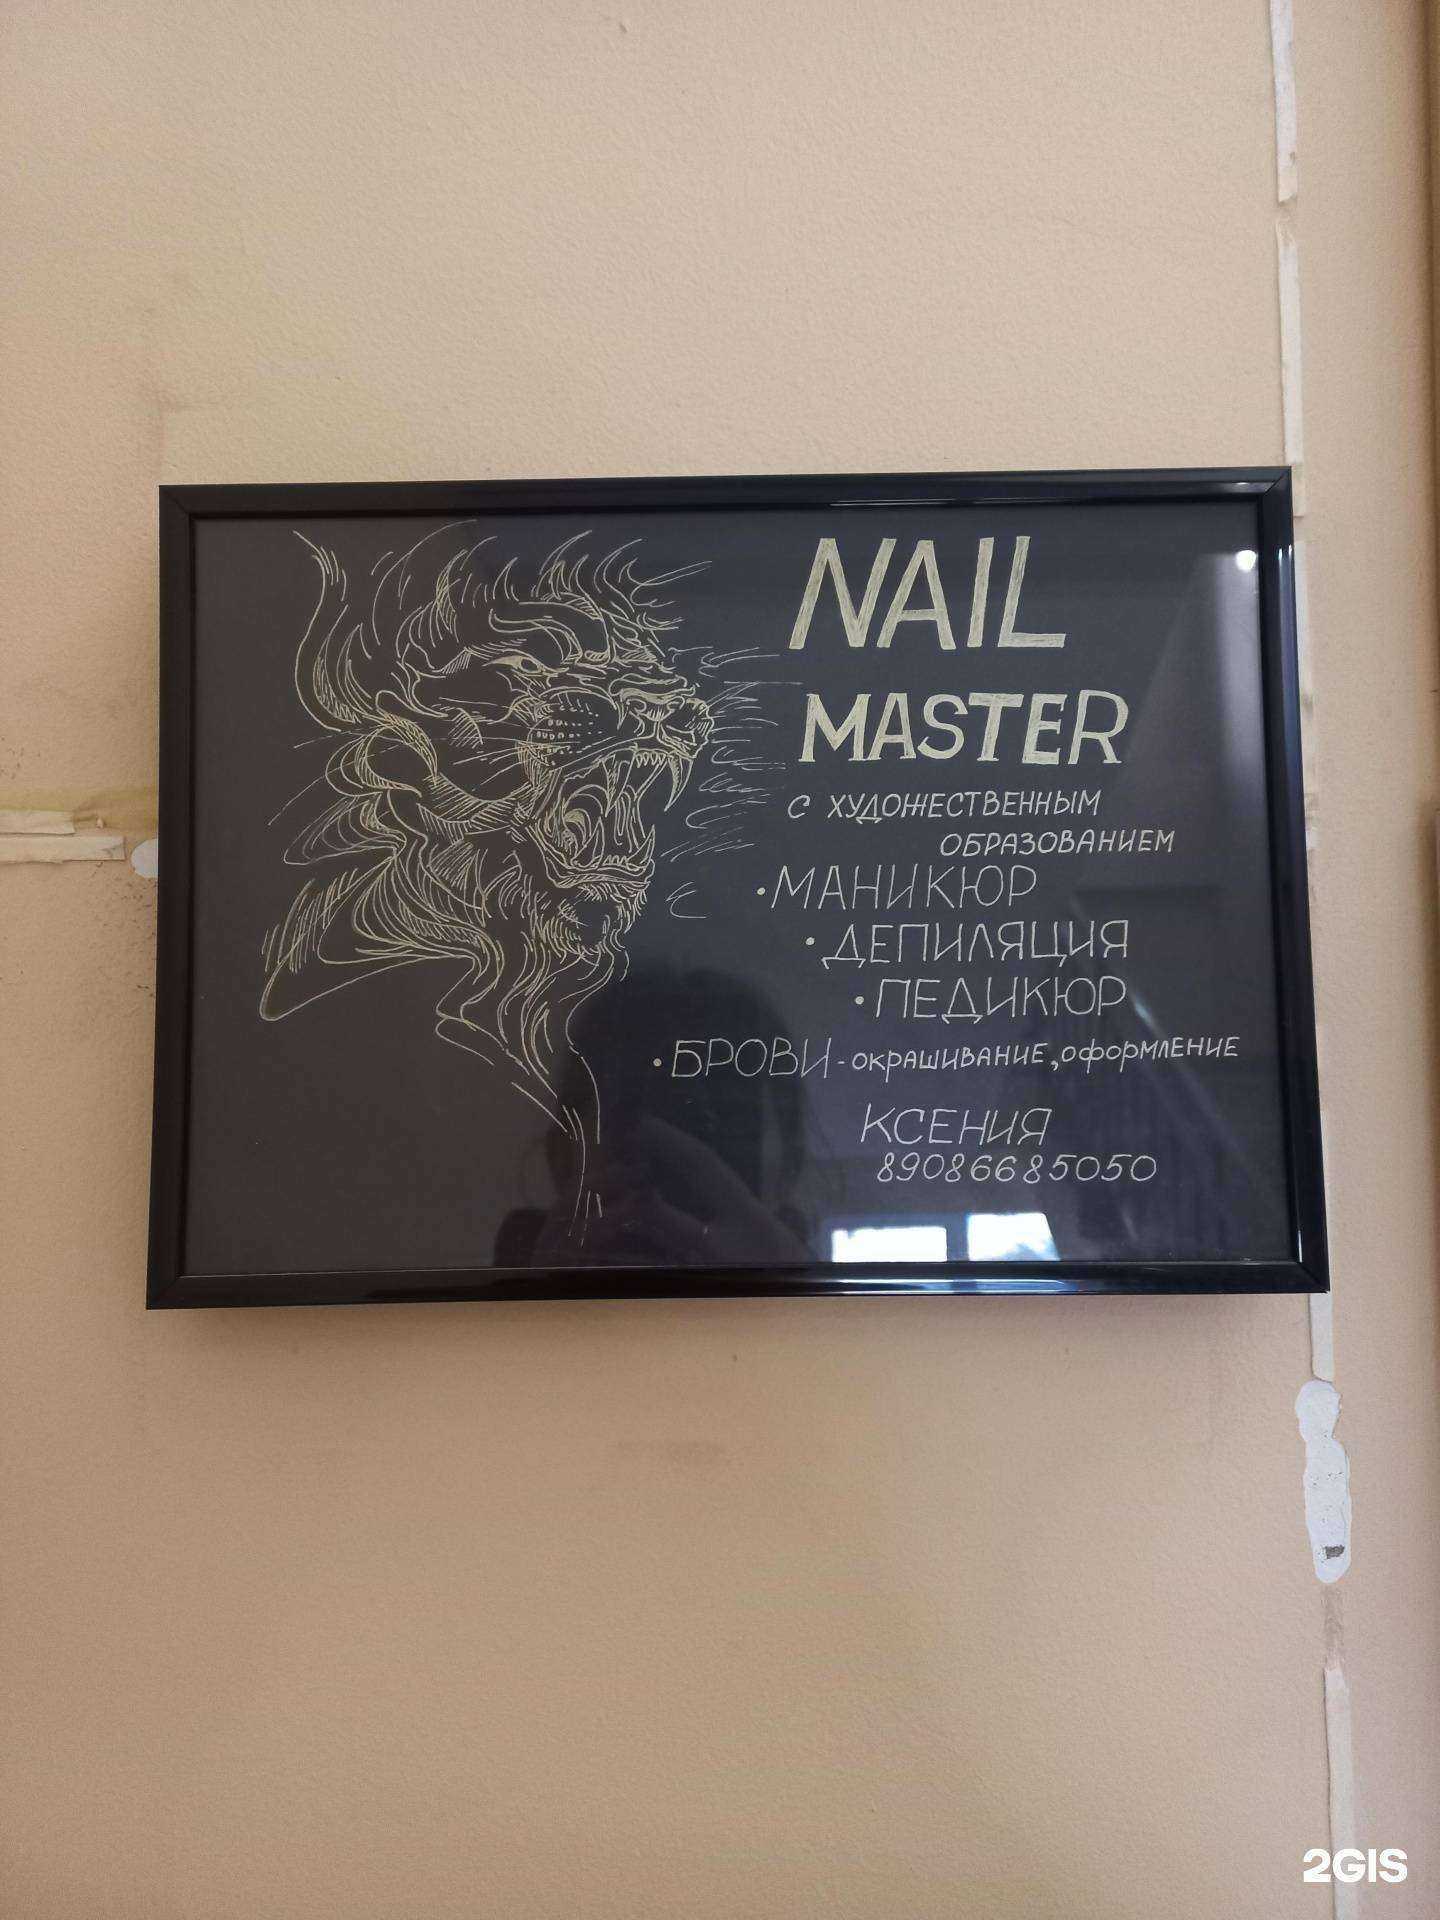 NAIL
MASTER
С ХУДОЖЕСТВЕННЫМ
ОБРАЗОВАНИЕМ
•МАНИКЮР
•ДЕПИЛЯЦИЯ
•ПЕДИКЮР
•БРОВИ-ОКРАШИВАНИЕ,ОФОРМЛЕНИЕ
КСЕНИЯ
89086685050
2GIS